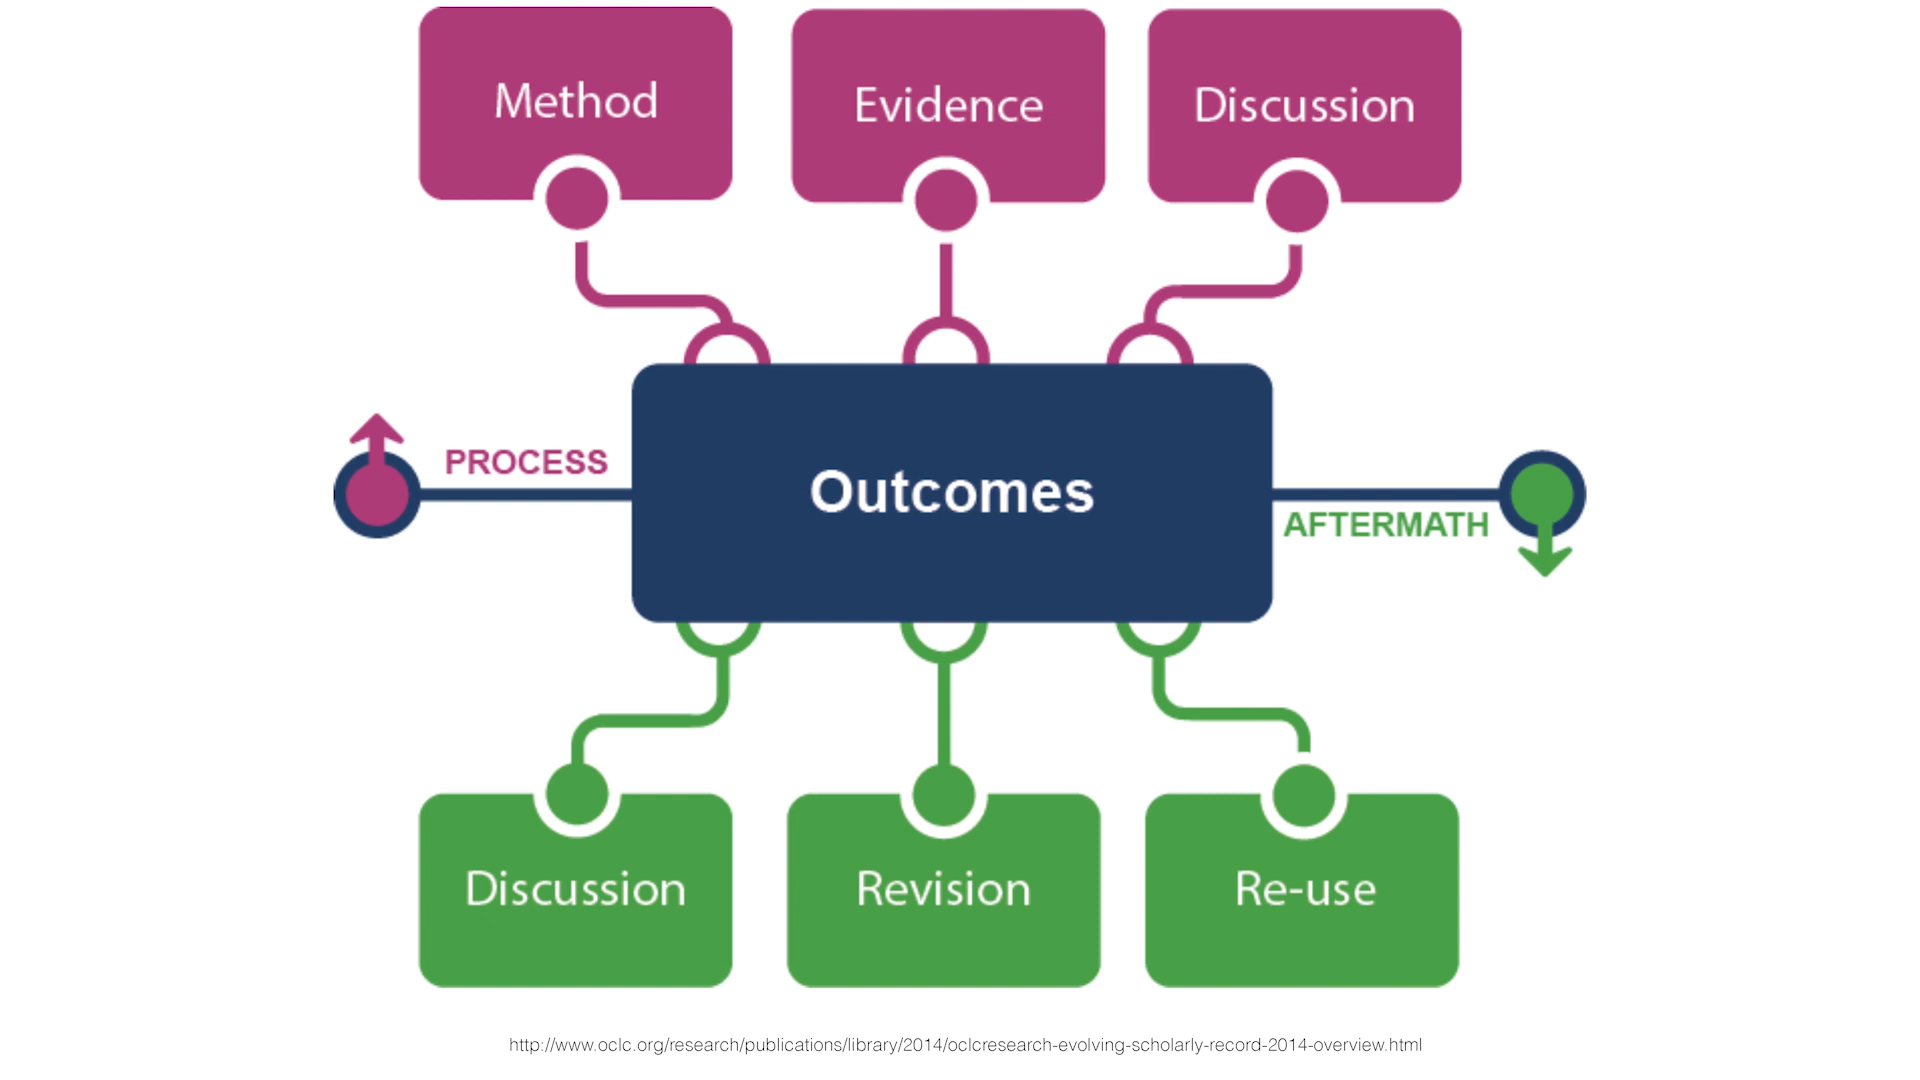 Method
Evidence
Discussion
PROCESS
Outcomes
AFTERMATH
Discussion
Revision
Re-use
http://www.oclc.org/research/publications/library/2014/oclcresearch-evolving-scholarly-record-2014-overview.html